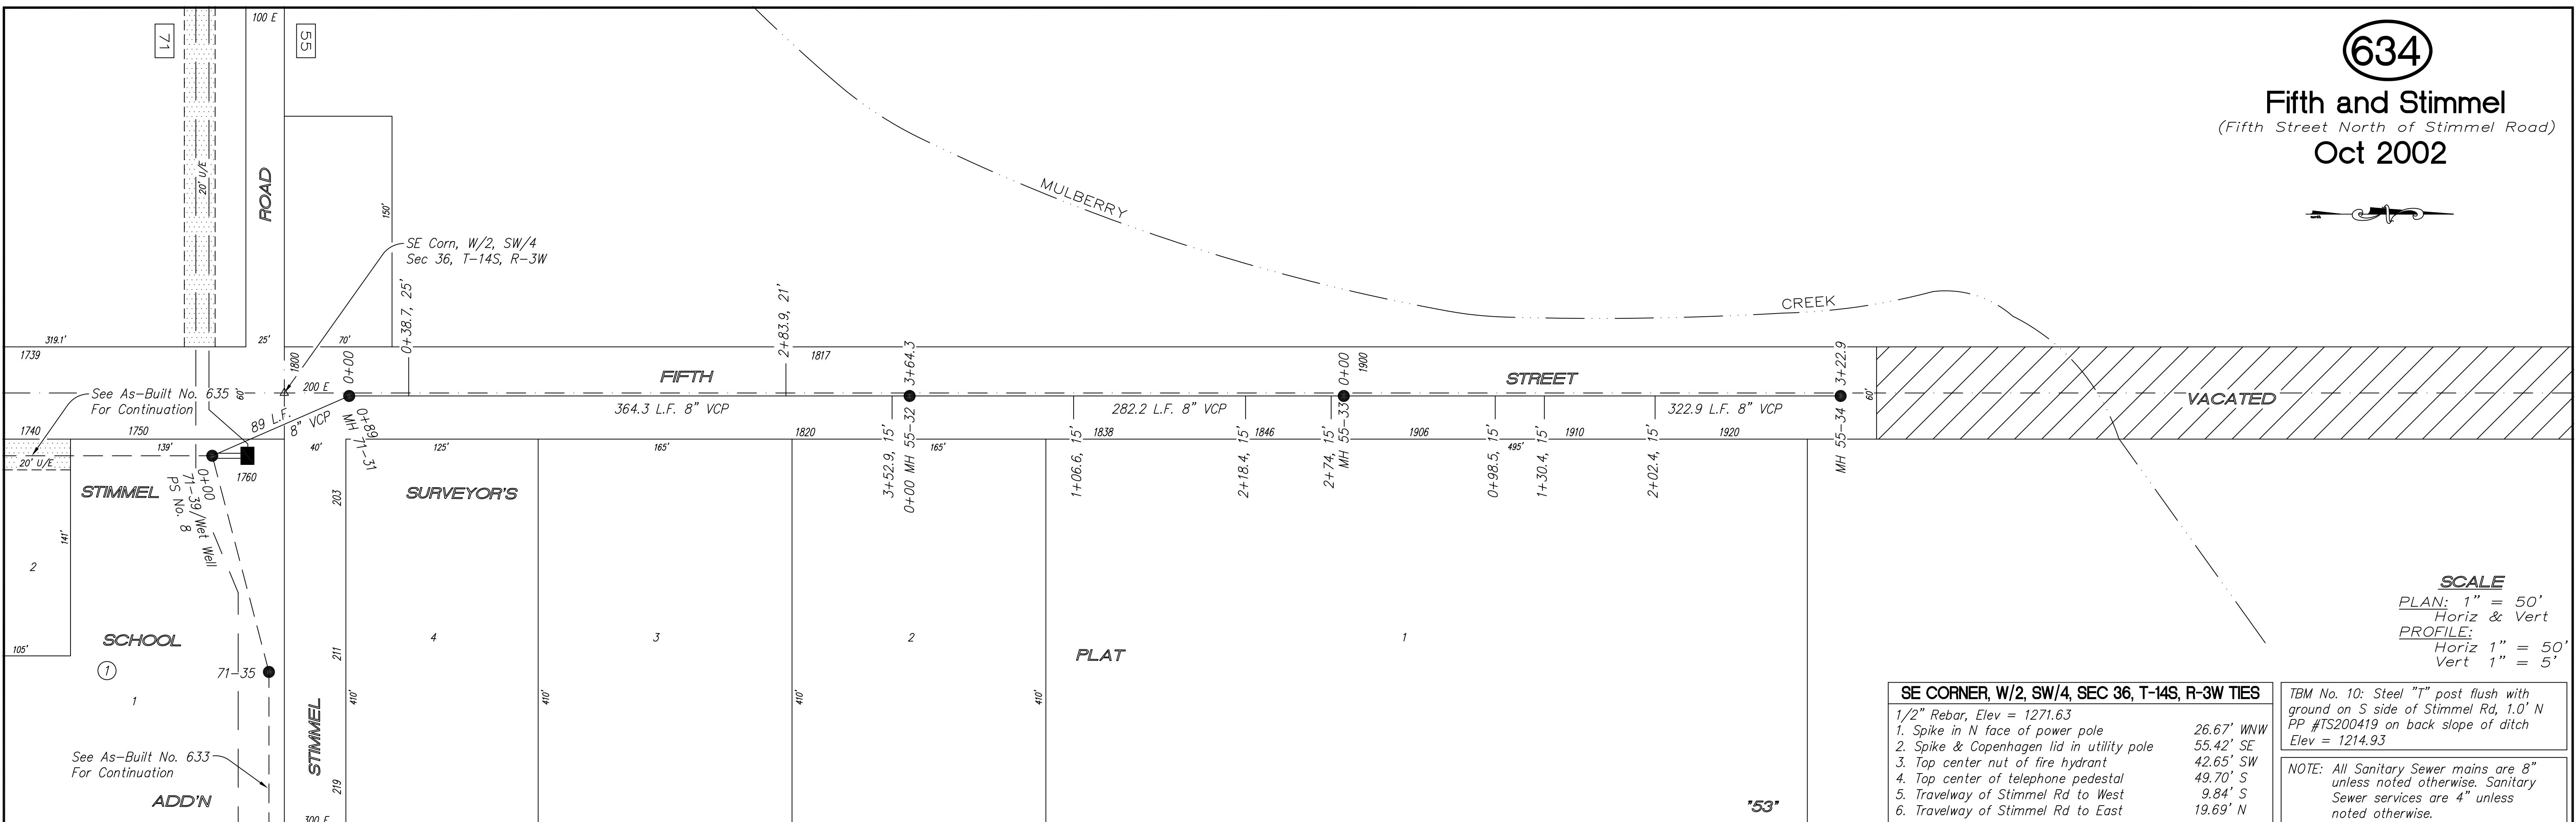 634
Fifth and Stimmel
(Fifth Street North of Stimmel Road)
Oct 2002
100 E
71
55
20' U/E
ROAD
150'
SE Corn, W/2, SW/4
Sec 36, T-14S, R-3W
MULBERRY
CREEK
319.1'
25'
70'
1739
1800
0+00
0+38.7, 25'
2+83.9, 21'
1817
3+64.3
0+00
1900
3+22.9
See As-Built No. 635
For Continuation
60'
200 E
FIFTH
STREET
60'
VACATED
89 L.F.
8" VCP
364.3 L.F. 8" VCP
282.2 L.F. 8" VCP
322.9 L.F. 8" VCP
0+89
MH 71-31
1740
1750
1820
1838
1846
1906
1910
1920
139'
40'
125'
165'
165'
495'
20' U/E
3+52.9, 15'
0+00 MH 55-32
1+06.6, 15'
2+18.4, 15'
2+74, 15'
MH 55-33
0+98.5, 15'
1+30.4, 15'
2+02.4, 15'
MH 55-34
1760
0+00
71-39/Wet Well
PS No. 8
STIMMEL
SURVEYOR'S
203
141'
2
SCHOOL
1
105'
211
4
3
2
1
PLAT
71-35
1
410'
410'
410'
410'
STIMMEL
See As-Built No. 633
For Continuation
219
ADD'N
300 E
"53"
SCALE
PLAN: 1" = 50'
Horiz & Vert
PROFILE:
Horiz 1" = 50'
Vert 1" = 5'
SE CORNER, W/2, SW/4, SEC 36, T-14S, R-3W TIES
1/2" Rebar, Elev = 1271.63
1. Spike in N face of power pole 26.67' WNW
2. Spike & Copenhagen lid in utility pole 55.42' SE
3. Top center nut of fire hydrant 42.65' SW
4. Top center of telephone pedestal 49.70' S
5. Travelway of Stimmel Rd to West 9.84' S
6. Travelway of Stimmel Rd to East 19.69' N
TBM No. 10: Steel "T" post flush with
ground on S side of Stimmel Rd, 1.0' N
PP #TS200419 on back slope of ditch
Elev = 1214.93
NOTE: All Sanitary Sewer mains are 8"
unless noted otherwise. Sanitary
Sewer services are 4" unless
noted otherwise.